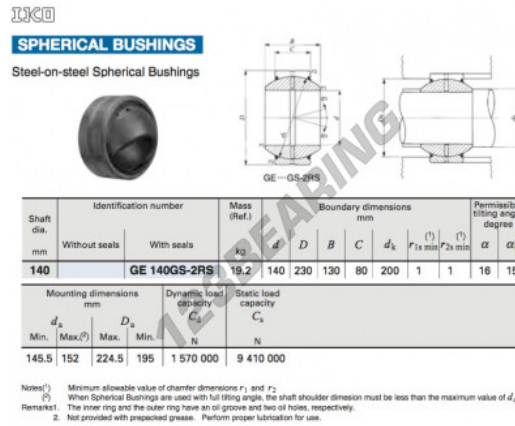 IKO
SPHERICAL BUSHINGS
Steel-on-steel Spherical Bushings
GE···GS-2RS
123BEARING
Shaft dia. mm
Identification number
Without seals
With seals
Mass (Ref.) kg
Boundary dimensions mm
d D B C dk r1s min(1) r2s min(1)
tilting degree
α
140 GE 140GS-2RS 19.2 140 230 130 80 200 1 1 16 15
Mounting dimensions mm
da
Da
Min. Max.(2) Max. Min.
Dynamic load capacity
Cd
N
Static load capacity
Cs
N
145.5 152 224.5 195 1 570 000 9 410 000
Notes(1) Minimum allowable value of chamfer dimensions r1 and r2
(2) When Spherical Bushings are used with full tilting angle, the shaft shoulder dimesion must be less than the maximum value of
Remarks1. The inner ring and the outer ring have an oil groove and two oil holes, respectively.
2. Not provided with prepacked grease. Perform proper lubrication for use.